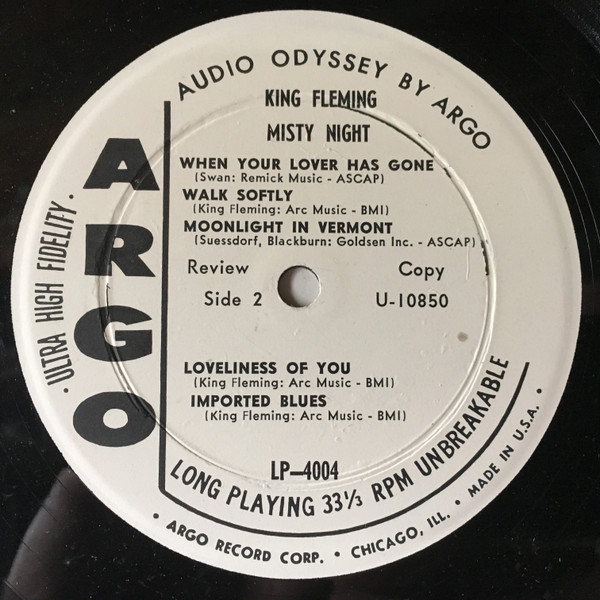 AUDIO ODYSSEY BY ARGO
KING FLEMING
MISTY NIGHT
WHEN YOUR LOVER HAS GONE
(Swan: Remick Music - ASCAP)
WALK SOFTLY
(King Fleming: Arc Music - BMI)
MOONLIGHT IN VERMONT
(Suessdorf, Blackburn: Goldsen Inc. - ASCAP)
Review Copy
Side 2 U-10850
LOVELINESS OF YOU
(King Fleming: Arc Music - BMI)
IMPORTED BLUES
(King Fleming: Arc Music - BMI)
LP-4004
ARGO
· ULTRA HIGH FIDELITY ·
LONG PLAYING 33⅓ RPM UNBREAKABLE
• ARGO RECORD CORP. • CHICAGO, ILL. • MADE IN U.S.A. •